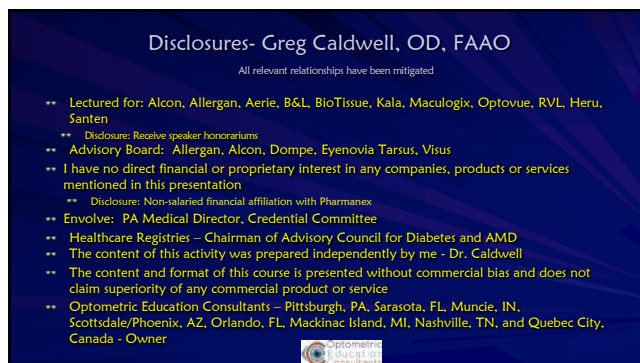 Disclosures- Greg Caldwell, OD, FAAO
All relevant relationships have been mitigated
Lectured for: Alcon, Allergan, Aerie, B&L, BioTissue, Kala, Maculogix, Optovue, RVL, Heru,
Santen
Disclosure: Receive speaker honorariums
Advisory Board: Allergan, Alcon, Dompe, Eyenovia Tarsus, Visus
I have no direct financial or proprietary interest in any companies, products or services
mentioned in this presentation
Disclosure: Non-salaried financial affiliation with Pharmanex
Envolve: PA Medical Director, Credential Committee
Healthcare Registries – Chairman of Advisory Council for Diabetes and AMD
The content of this activity was prepared independently by me - Dr. Caldwell
The content and format of this course is presented without commercial bias and does not
claim superiority of any commercial product or service
Optometric Education Consultants – Pittsburgh, PA, Sarasota, FL, Muncie, IN,
Scottsdale/Phoenix, AZ, Orlando, FL, Mackinac Island, MI, Nashville, TN, and Quebec City,
Canada - Owner
Optometric
Education
Consultants